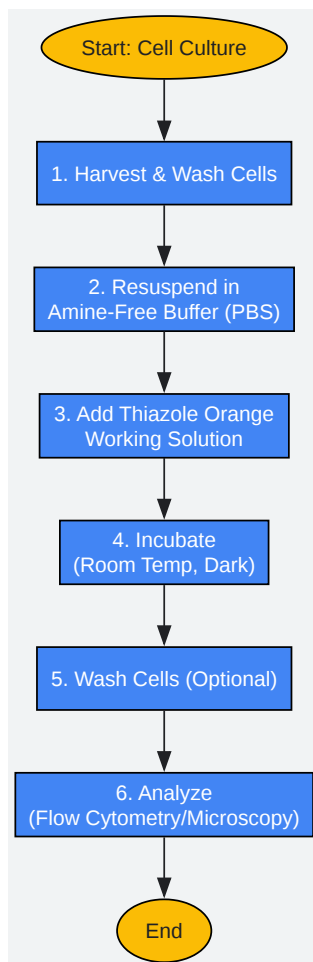 Start: Cell Culture
1. Harvest & Wash Cells
2. Resuspend in
Amine-Free Buffer (PBS)
3. Add Thiazole Orange
Working Solution
4. Incubate
(Room Temp, Dark)
5. Wash Cells (Optional)
6. Analyze
(Flow Cytometry/Microscopy)
End